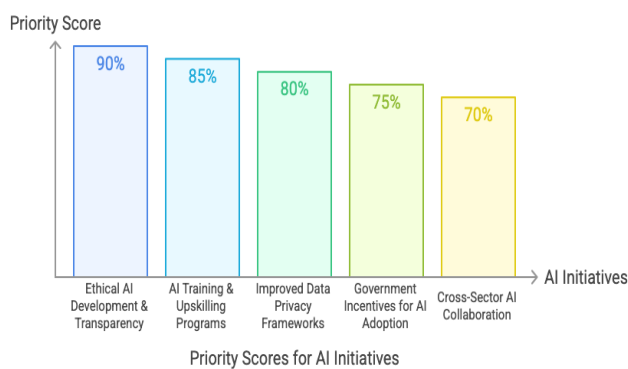 Priority Score
90%
85%
80%
75%
70%
AI Initiatives
Ethical AI
Development &
Transparency
AI Training &
Upskilling
Programs
Improved Data
Privacy
Frameworks
Government
Incentives for AI
Adoption
Cross-Sector AI
Collaboration
Priority Scores for AI Initiatives